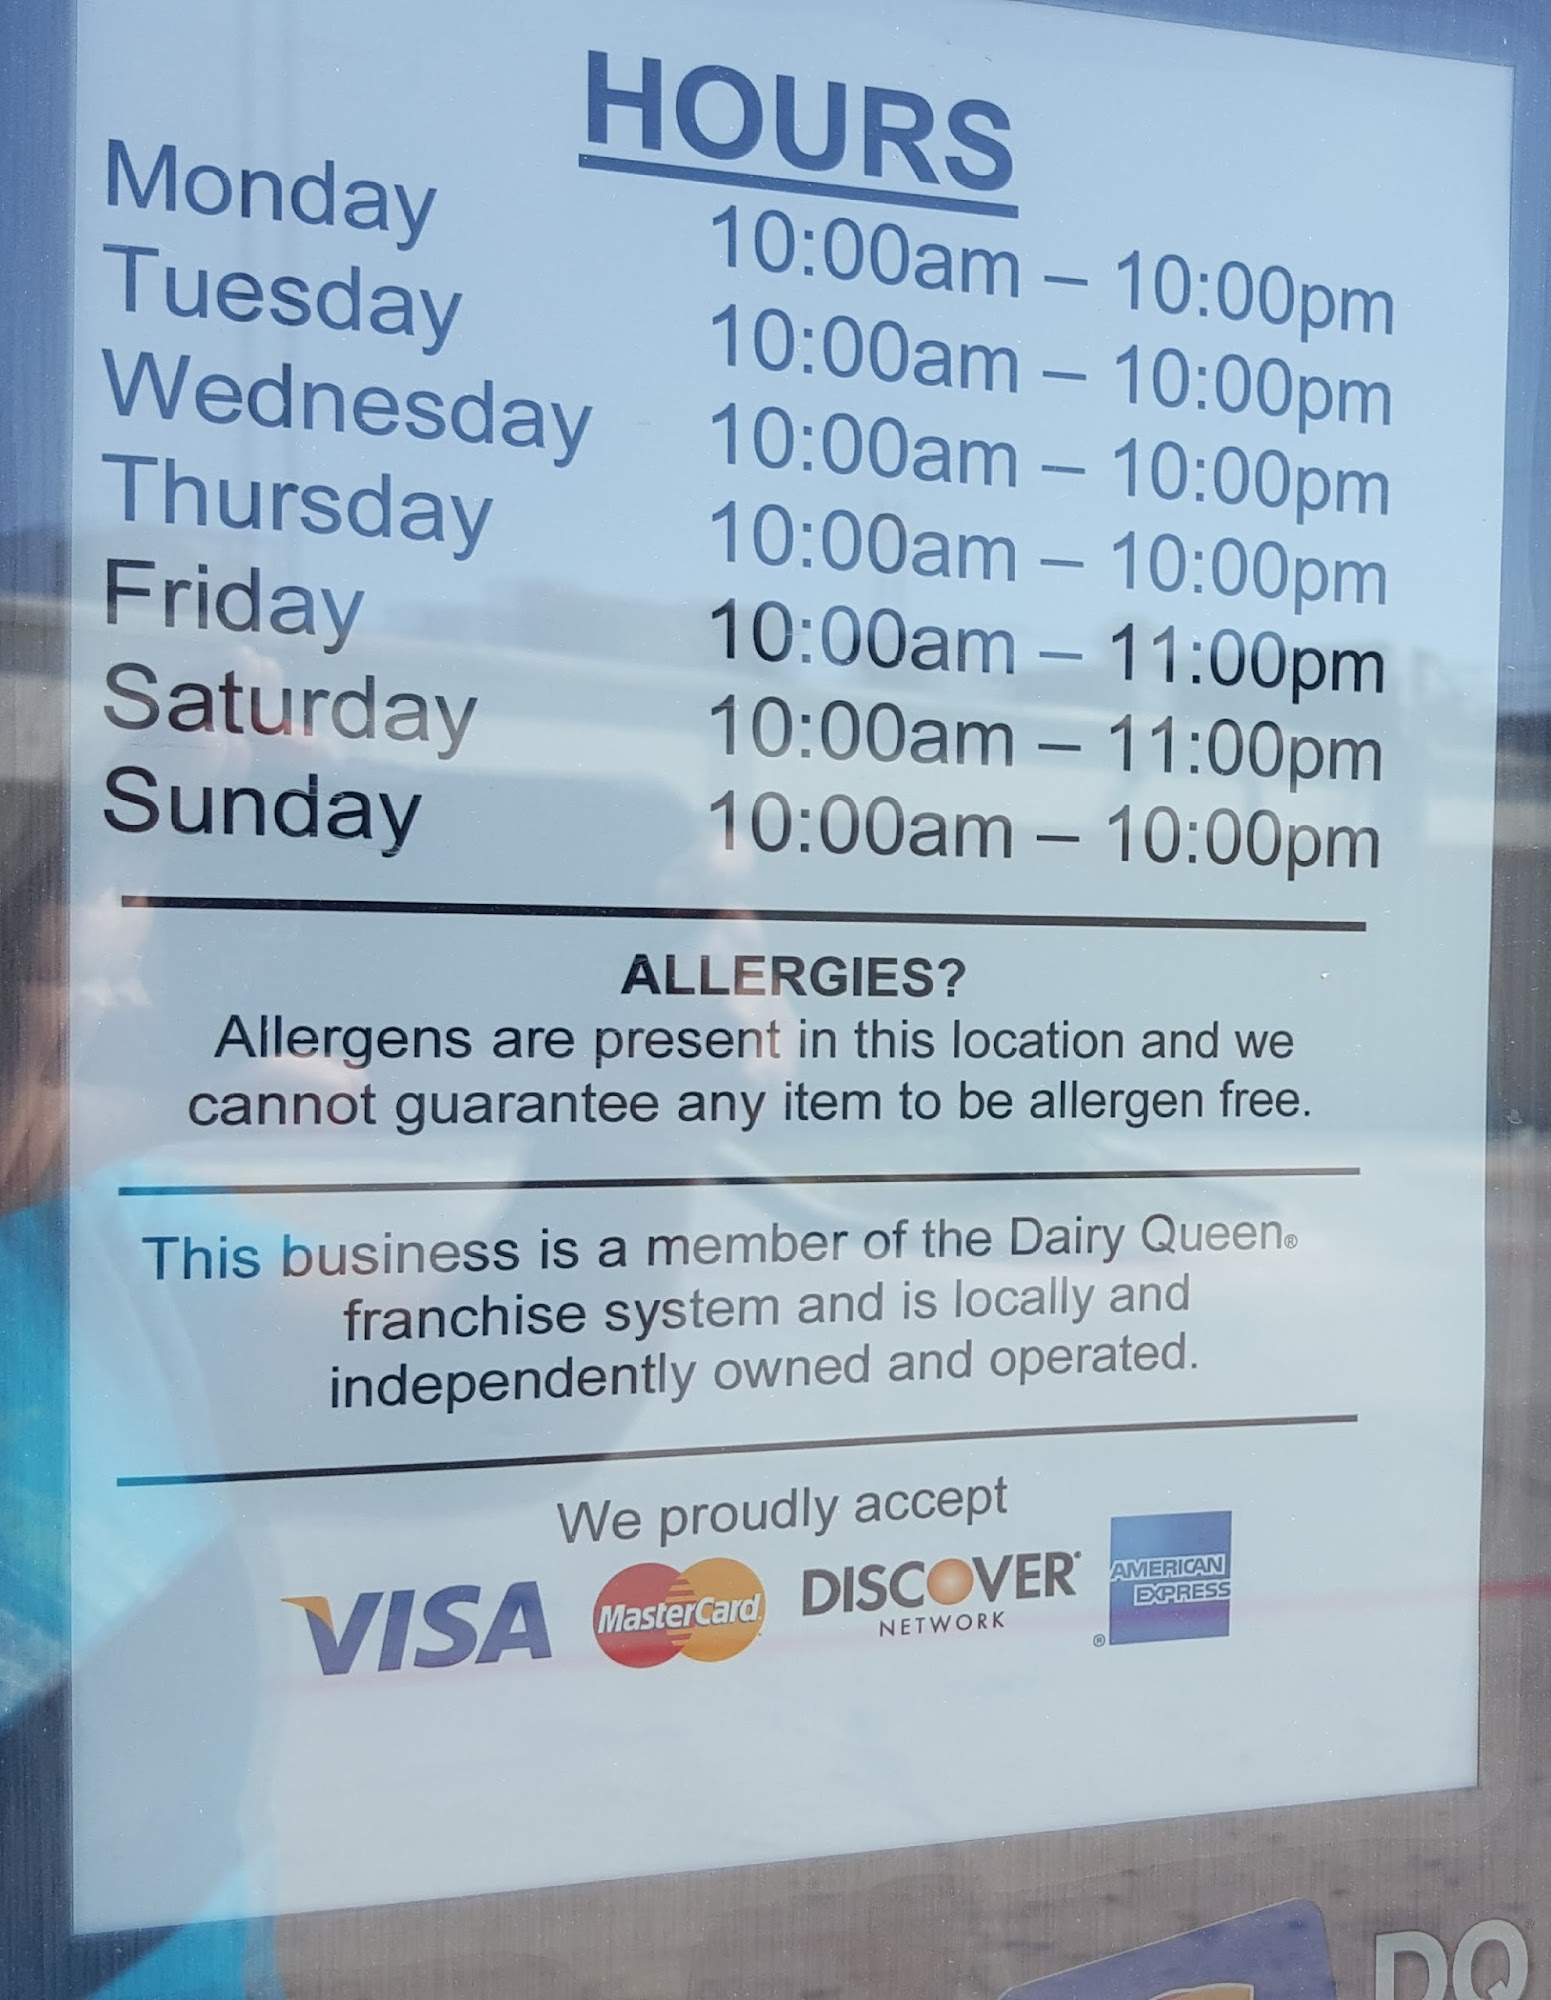 HOURS
Monday 10:00am – 10:00pm
Tuesday 10:00am – 10:00pm
Wednesday 10:00am – 10:00pm
Thursday 10:00am – 10:00pm
Friday 10:00am – 11:00pm
Saturday 10:00am – 11:00pm
Sunday 10:00am – 10:00pm
ALLERGIES?
Allergens are present in this location and we
cannot guarantee any item to be allergen free.
This business is a member of the Dairy Queen®
franchise system and is locally and
independently owned and operated.
We proudly accept
VISA MasterCard DISCOVER® AMERICAN
NETWORK EXPRESS ®
DQ